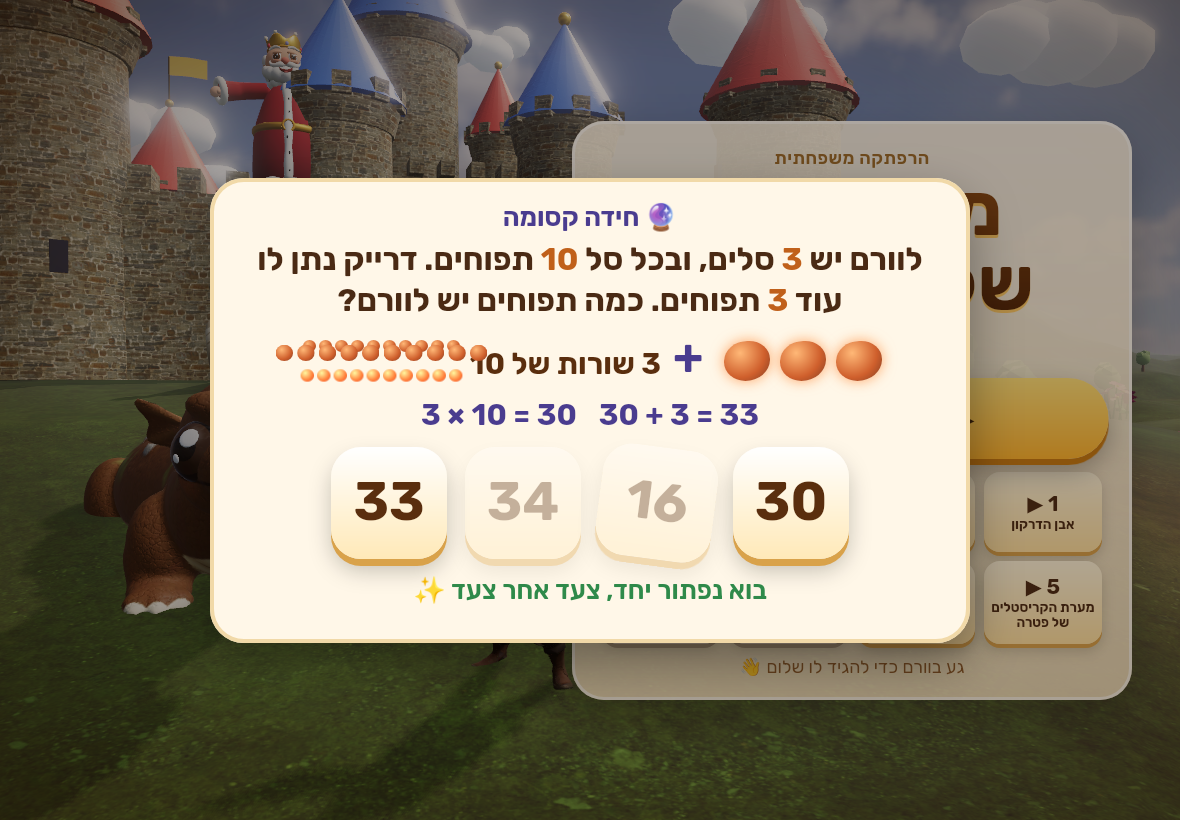 הרפתקה משפחתית
🔮 חידה קסומה
לוורם יש 3 סלים, ובכל סל 10 תפוחים. דרייק נתן לו
עוד 3 תפוחים. כמה תפוחים יש לוורם?
+ 3 שורות של 10
3 × 10 = 30 30 + 3 = 33
33 34 16 30
בוא נפתור יחד, צעד אחר צעד ✨
▶ 1
אבן הדרקון
▶ 5
מערת הקריסטלים
של פטרה
גע בוורם כדי להגיד לו שלום 👋